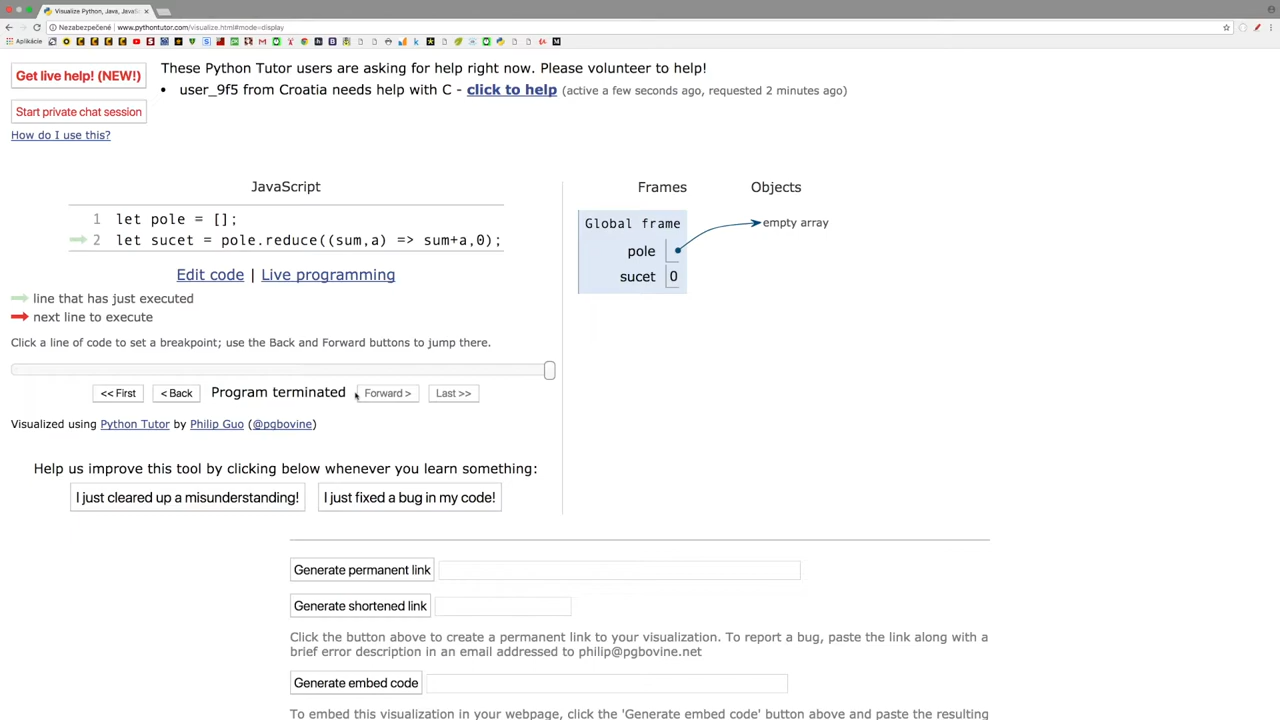 Visualize Python, Java, JavaS
Nezabezpečené www.pythontutor.com/visualize.html#mode=display
Aplikácie
Get live help! (NEW!)
These Python Tutor users are asking for help right now. Please volunteer to help!
• user_9f5 from Croatia needs help with C - click to help (active a few seconds ago, requested 2 minutes ago)
Start private chat session
How do I use this?
JavaScript
Frames
Objects
1 let pole = [];
2 let sucet = pole.reduce((sum,a) => sum+a,0);
Global frame
pole
empty array
sucet 0
Edit code | Live programming
line that has just executed
next line to execute
Click a line of code to set a breakpoint; use the Back and Forward buttons to jump there.
<< First
< Back
Program terminated
Forward >
Last >>
Visualized using Python Tutor by Philip Guo (@pgbovine)
Help us improve this tool by clicking below whenever you learn something:
I just cleared up a misunderstanding!
I just fixed a bug in my code!
Generate permanent link
Generate shortened link
Click the button above to create a permanent link to your visualization. To report a bug, paste the link along with a
brief error description in an email addressed to philip@pgbovine.net
Generate embed code
To embed this visualization in your webpage, click the 'Generate embed code' button above and paste the resulting